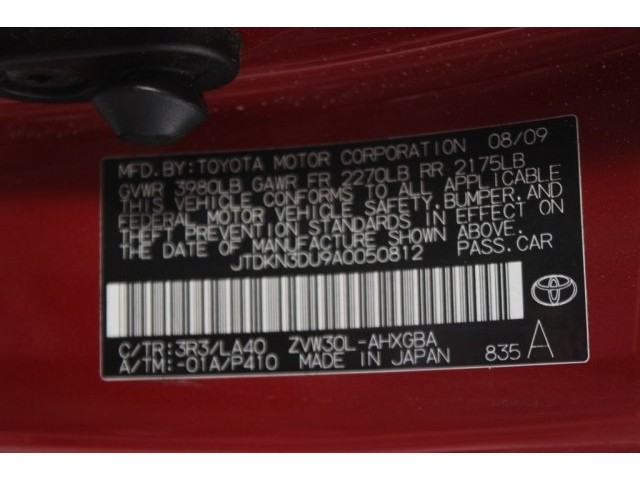 MFD. BY: TOYOTA MOTOR CORPORATION 08/09
GVWR 3980LB GAWR FR 2270LB RR 2175LB
THIS VEHICLE CONFORMS TO ALL APPLICABLE
FEDERAL MOTOR VEHICLE SAFETY, BUMPER, AND
THEFT PREVENTION STANDARDS IN EFFECT ON
THE DATE OF MANUFACTURE SHOWN ABOVE.
JTDKN3DU9A0050812 PASS. CAR
C/TR: 3R3/LA40 ZVW30L-AHXGBA
A/TM: -01A/P410 MADE IN JAPAN 835 A